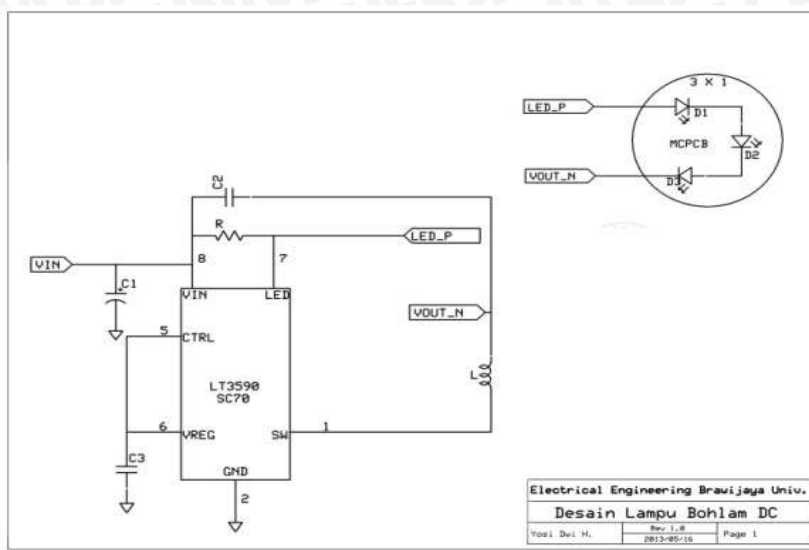 3 X 1
LED_P
D1
MCPCB
D2
VOUT_N
D3
C2
R
LED_P
VIN
8
7
C1
VIN
LED
VOUT_N
5
CTRL
LT3590
SC70
L
6
VREG
SW
1
C3
GND
2
Electrical Engineering Brawijaya Univ.
Desain Lampu Bohlam DC
Yosi Dwi H.
Rev 1.0
2013/05/16
Page 1